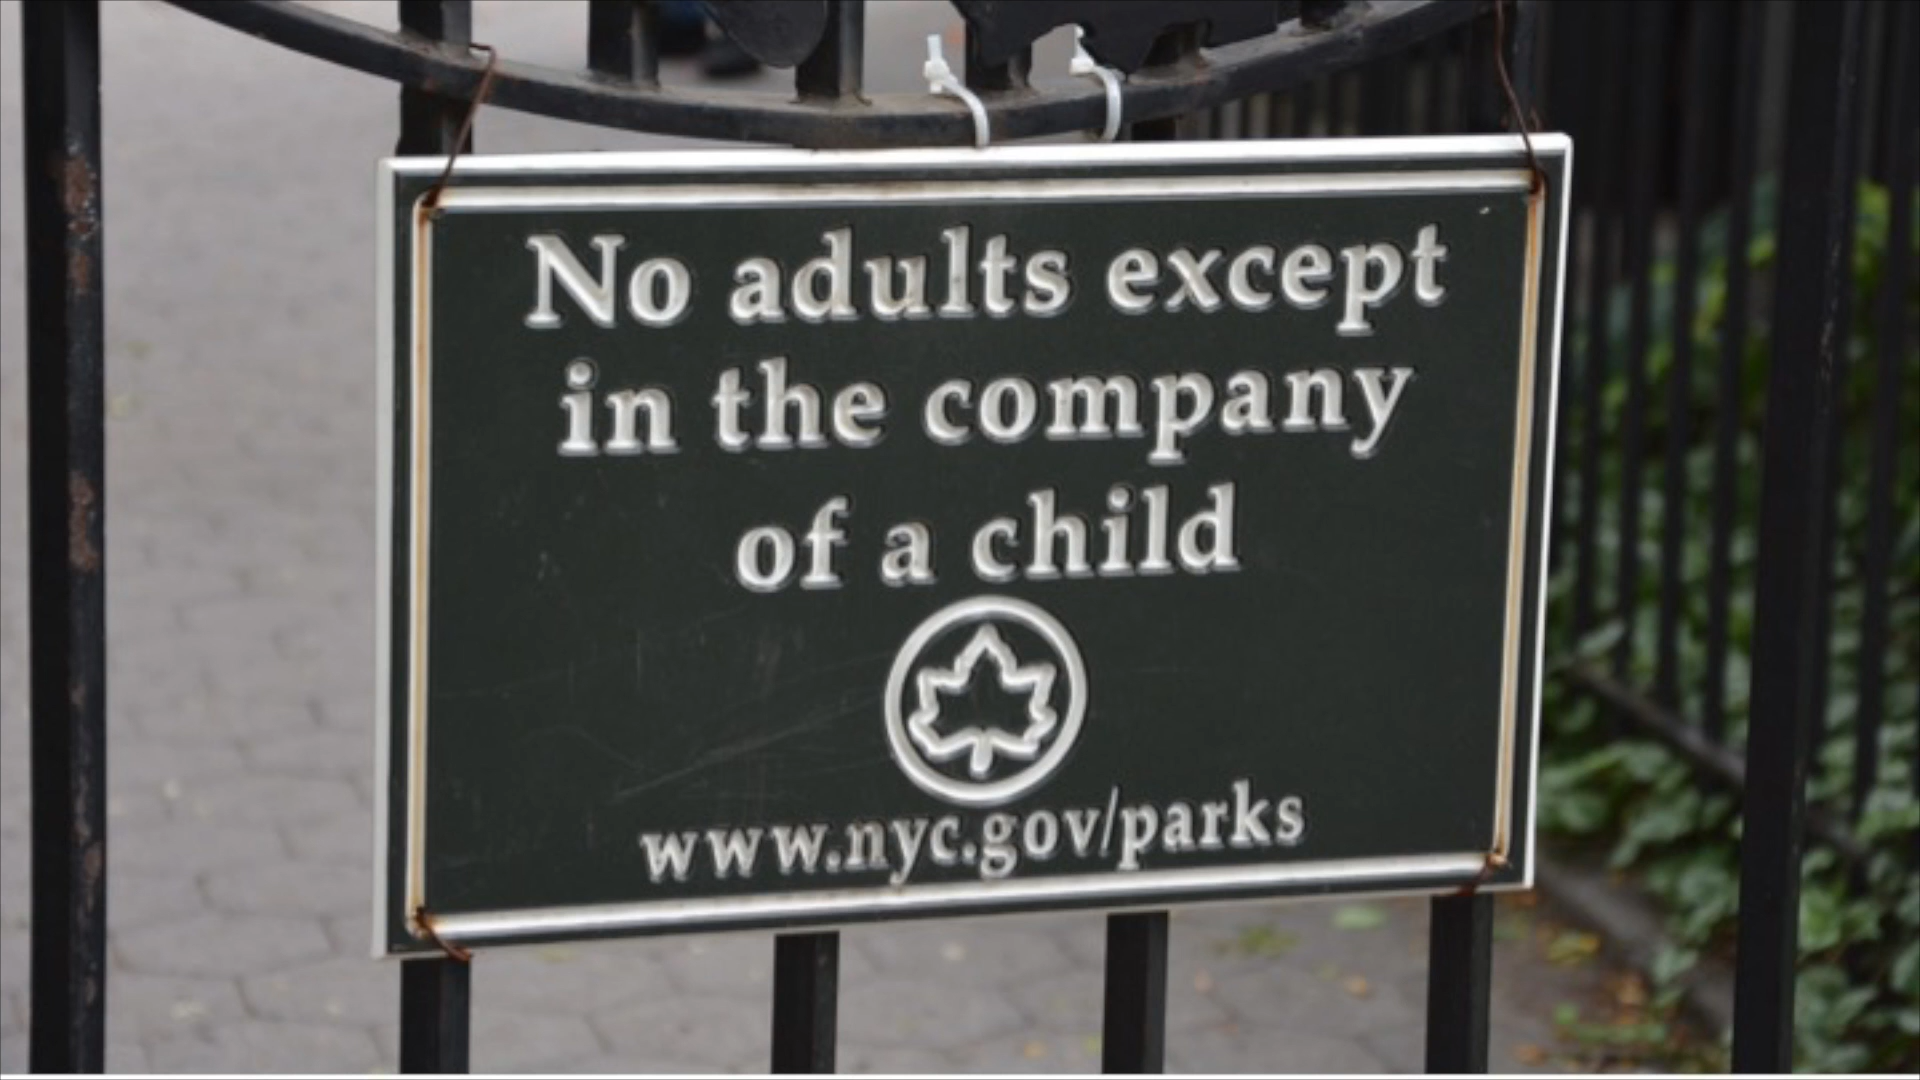 No adults except
in the company
of a child
www.nyc.gov/parks